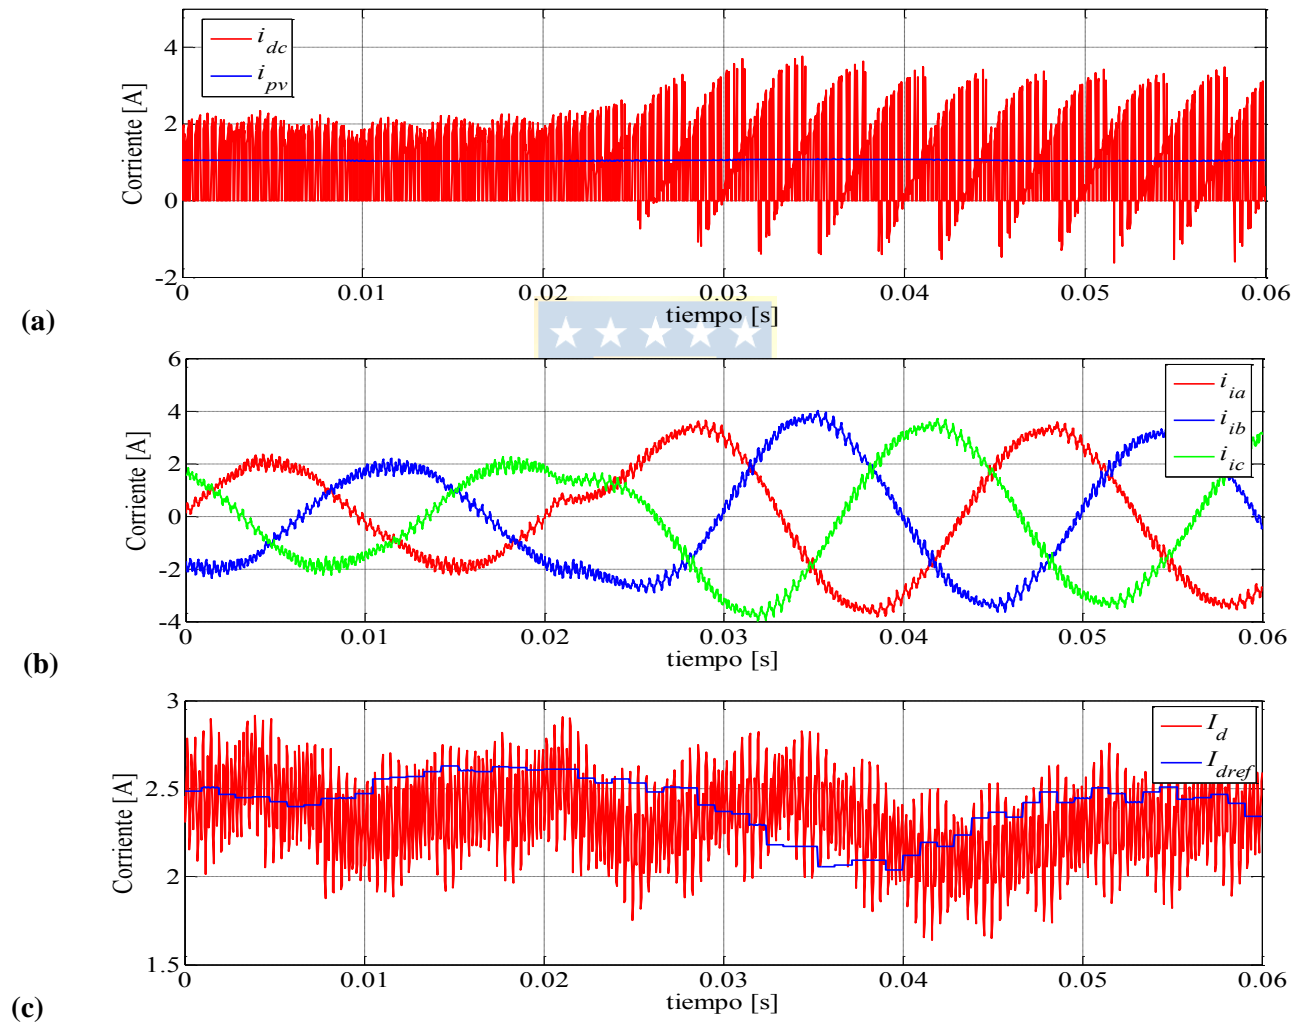 4
2
0
-2
Corriente [A]
i_dc
i_pv
0
0.01
0.02
0.03
0.04
0.05
0.06
tiempo [s]
(a)
6
4
2
0
-2
-4
Corriente [A]
i_ia
i_ib
i_ic
0
0.01
0.02
0.03
0.04
0.05
0.06
tiempo [s]
(b)
3
2.5
2
1.5
Corriente [A]
I_d
I_dref
0
0.01
0.02
0.03
0.04
0.05
0.06
tiempo [s]
(c)